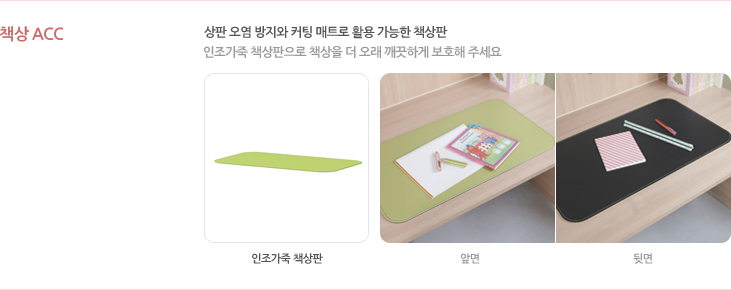 책상 ACC
상판 오염 방지와 커팅 매트로 활용 가능한 책상판
인조가죽 책상판으로 책상을 더 오래 깨끗하게 보호해 주세요
인조가죽 책상판
앞면
뒷면